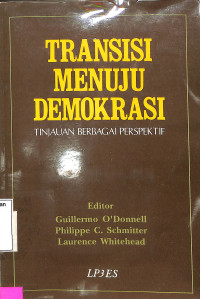 TRANSISI
MENUJU
DEMOKRASI
TINJAUAN BERBAGAI PERSPEKTIF
Editor
Guillermo O'Donnell
Philippe C. Schmitter
Laurence Whitehead
LP3ES